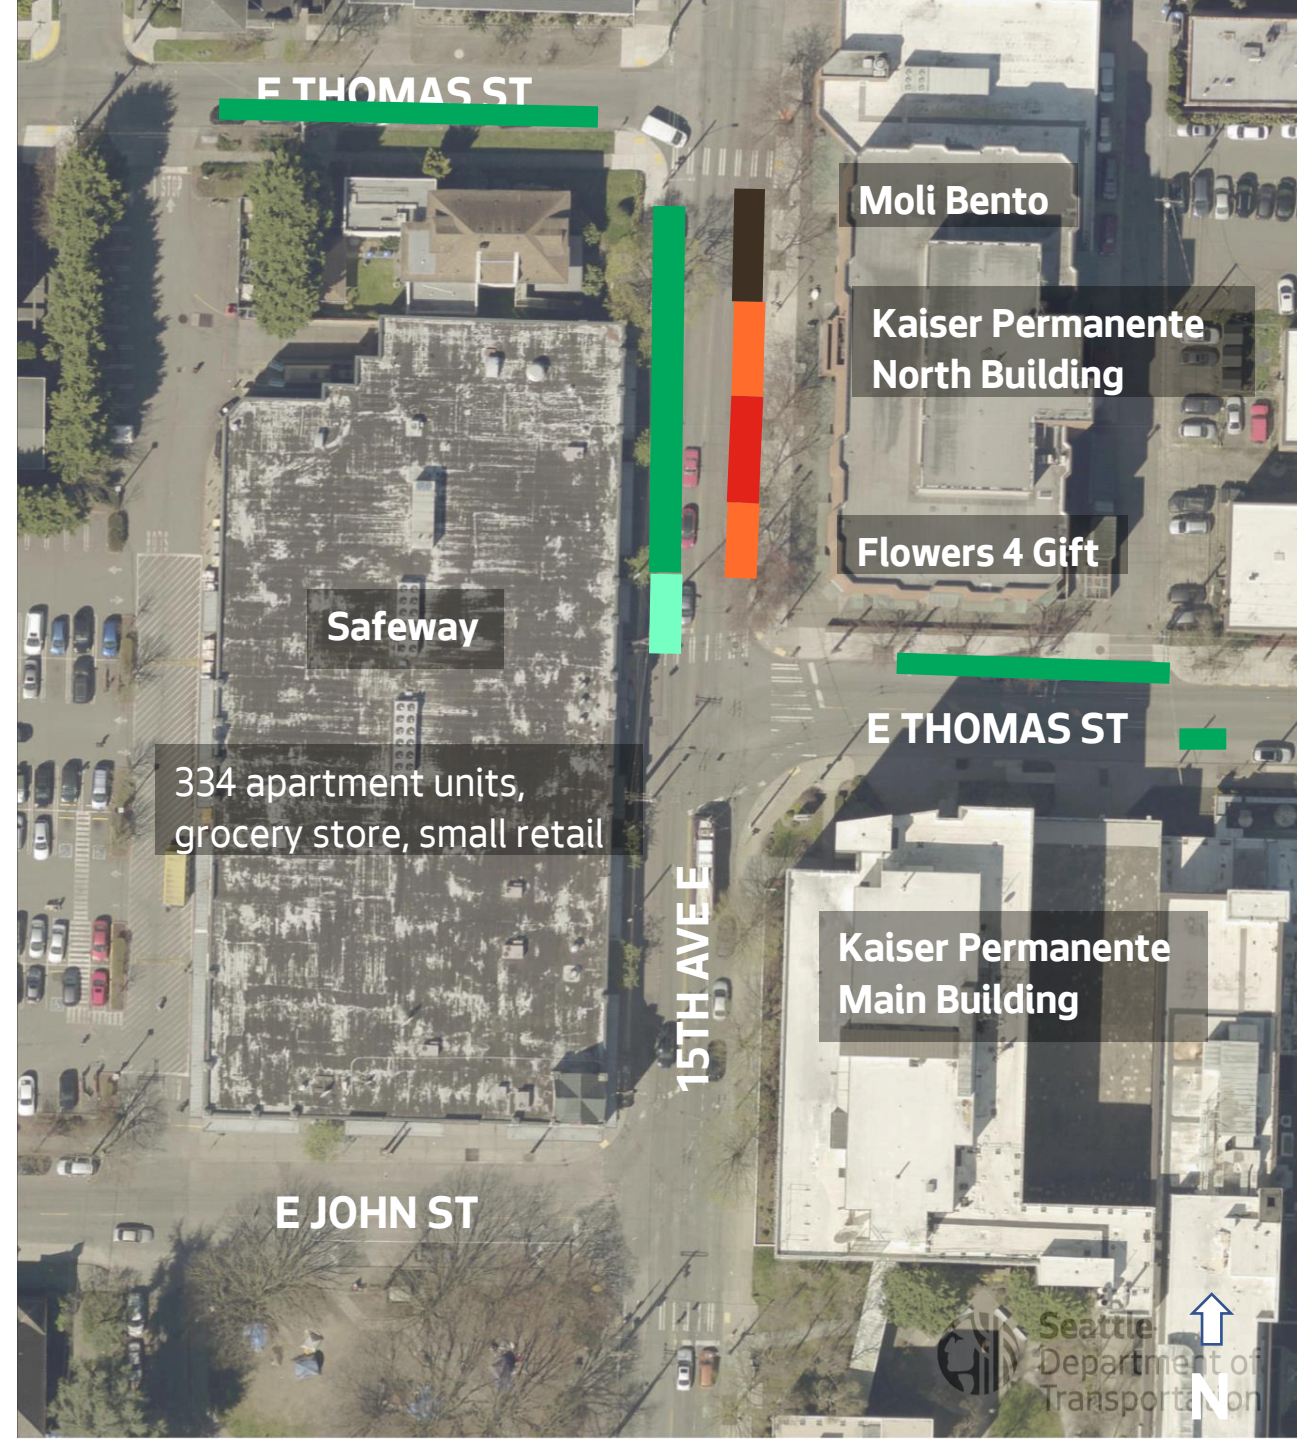 E THOMAS ST
Moli Bento
Kaiser Permanente
North Building
Flowers 4 Gift
Safeway
E THOMAS ST
334 apartment units,
grocery store, small retail
15TH AVE E
Kaiser Permanente
Main Building
E JOHN ST
Seattle
Department of
Transportation
N